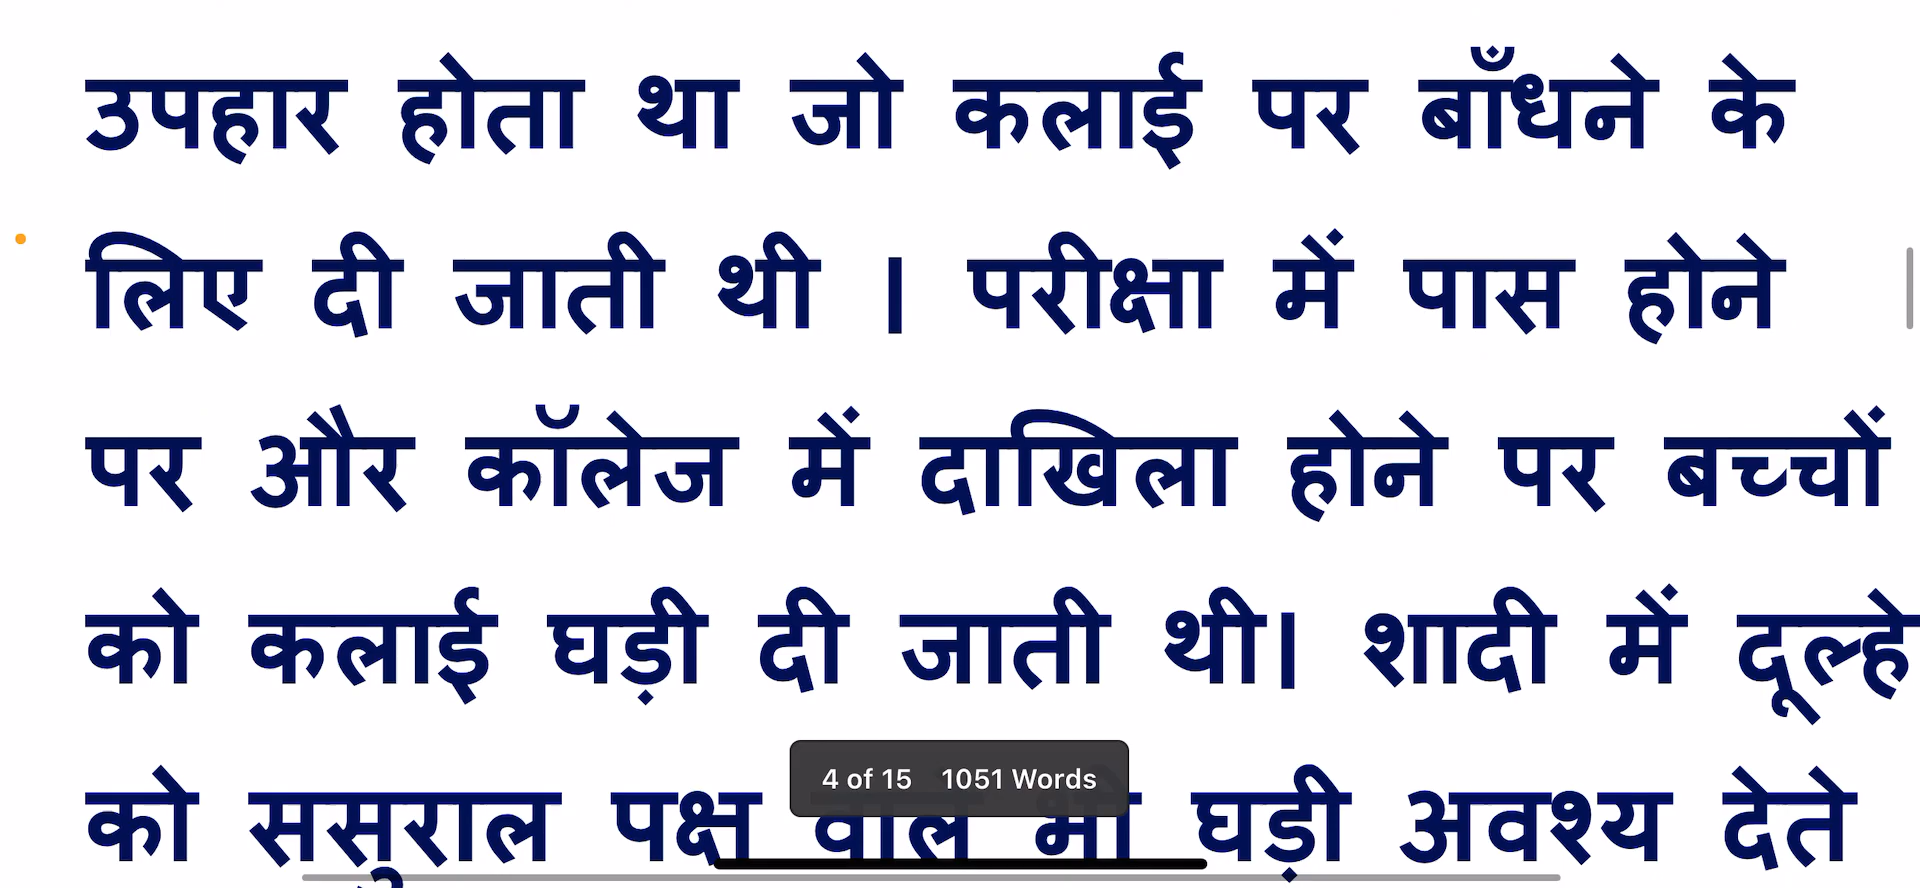 उपहार होता था जो कलाई पर बाँधने के
लिए दी जाती थी | परीक्षा में पास होने
पर और कॉलेज में दाखिला होने पर बच्चों
को कलाई घड़ी दी जाती थी| शादी में दूल्हे
को ससुराल पक्ष वाले भी घड़ी अवश्य देते
4 of 15 1051 Words